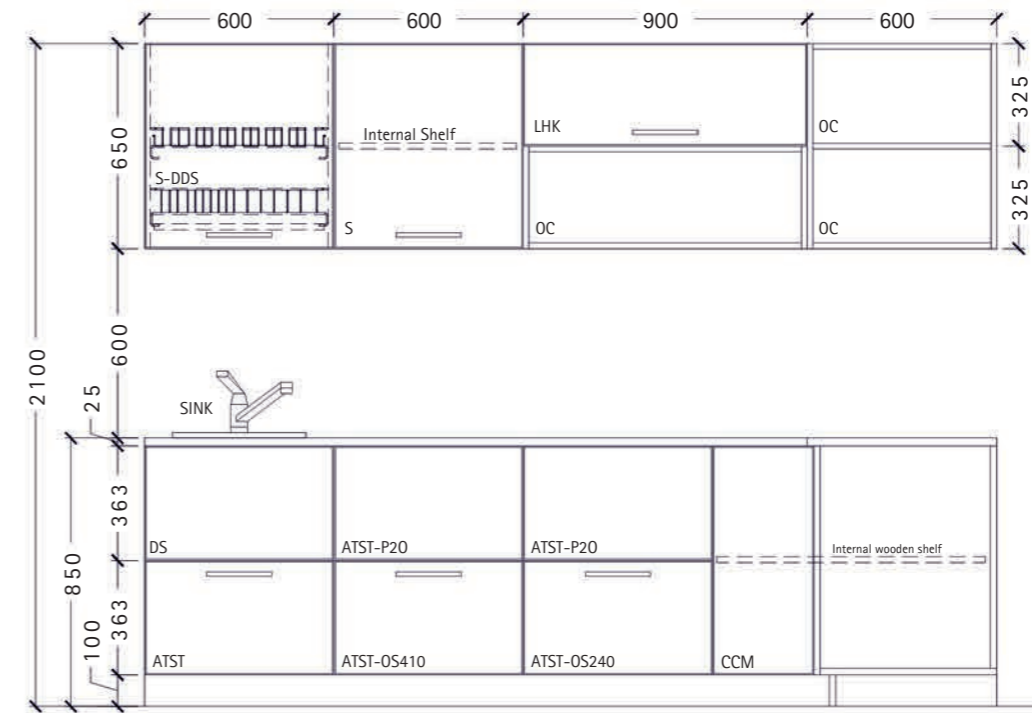 600 600 900 600
2100
650
600
25
850
363
363
100
325
325
S-DDS
Internal Shelf
S
LHK
OC
OC
OC
SINK
DS
ATST-P20
ATST-P20
Internal wooden shelf
ATST
ATST-OS410
ATST-OS240
CCM